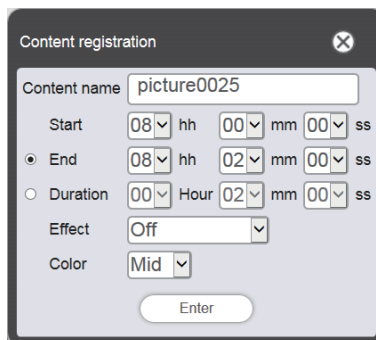 Content registration
Content name picture0025
Start 08 hh 00 mm 00 ss
End 08 hh 02 mm 00 ss
Duration 00 Hour 02 mm 00 ss
Effect Off
Color Mid
Enter